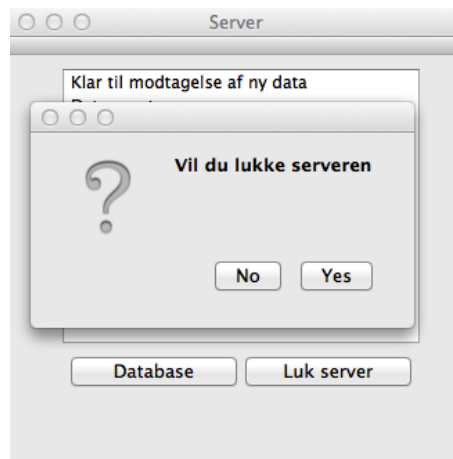 Server
Klar til modtagelse af ny data
Vil du lukke serveren
No
Yes
Database
Luk server